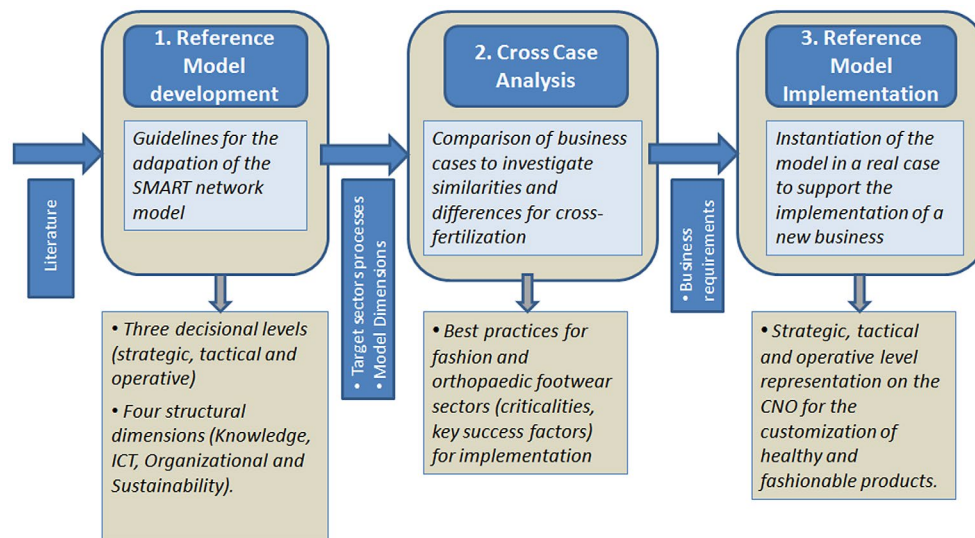 1. Reference
Model
development
Guidelines for the
adapation of the
SMART network
model
Literature
• Three decisional levels
(strategic, tactical and
operative)
• Four structural
dimensions (Knowledge,
ICT, Organizational and
Sustainability).
• Target sectors processes
• Model Dimensions
2. Cross Case
Analysis
Comparison of business
cases to investigate
similarities and
differences for cross-
fertilization
• Best practices for
fashion and
orthopaedic footwear
sectors (criticalities,
key success factors)
for implementation
• Business
requirements
3. Reference
Model
Implementation
Instantiation of the
model in a real case
to support the
implementation of a
new business
• Strategic, tactical
and operative level
representation on the
CNO for the
customization of
healthy and
fashionable products.